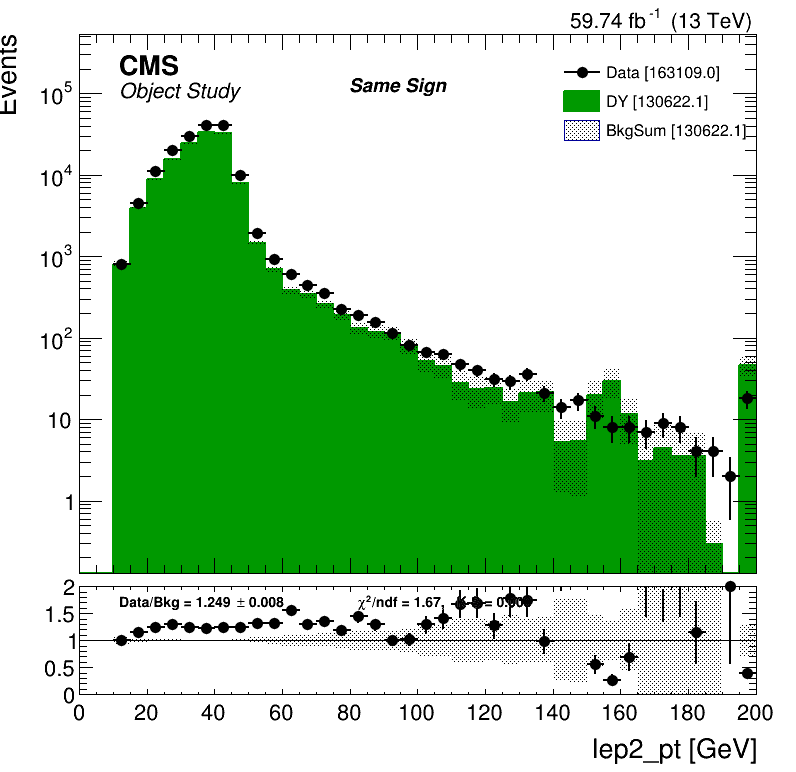 59.74 fb⁻¹ (13 TeV)
Events
CMS
Object Study
Same Sign
Data [163109.0]
DY [130622.1]
BkgSum [130622.1]
10⁵
10⁴
10³
10²
10
1
Data/Bkg = 1.249 ± 0.008
χ²/ndf = 1.67,
2
1.5
1
0.5
0
0 20 40 60 80 100 120 140 160 180 200
lep2_pt [GeV]